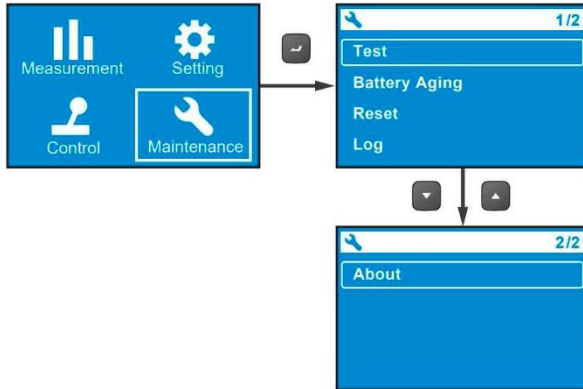 Measurement
Setting
Control
Maintenance
1/2
Test
Battery Aging
Reset
Log
2/2
About